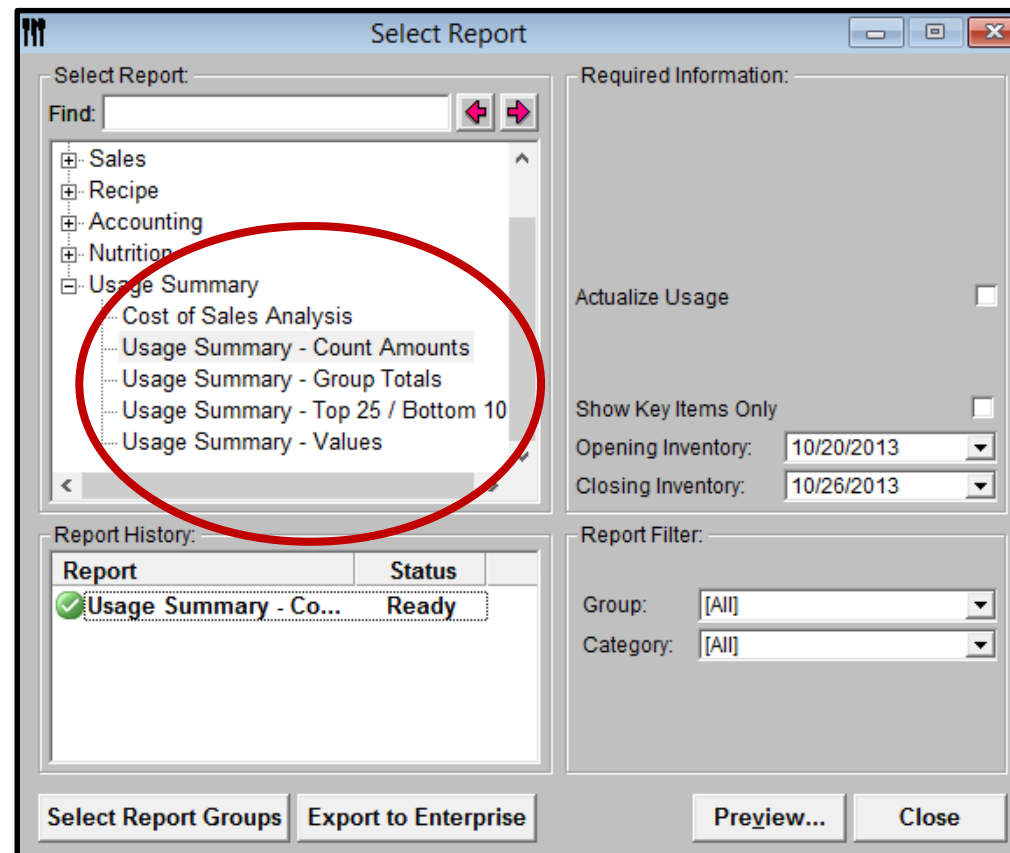 Select Report
Select Report:
Find:
Sales
Recipe
Accounting
Nutrition
Usage Summary
Cost of Sales Analysis
Usage Summary - Count Amounts
Usage Summary - Group Totals
Usage Summary - Top 25 / Bottom 10
Usage Summary - Values
Required Information:
Actualize Usage
Show Key Items Only
Opening Inventory: 10/20/2013
Closing Inventory: 10/26/2013
Report History:
Report Status
Usage Summary - Co... Ready
Report Filter:
Group: [All]
Category: [All]
Select Report Groups Export to Enterprise Preview... Close